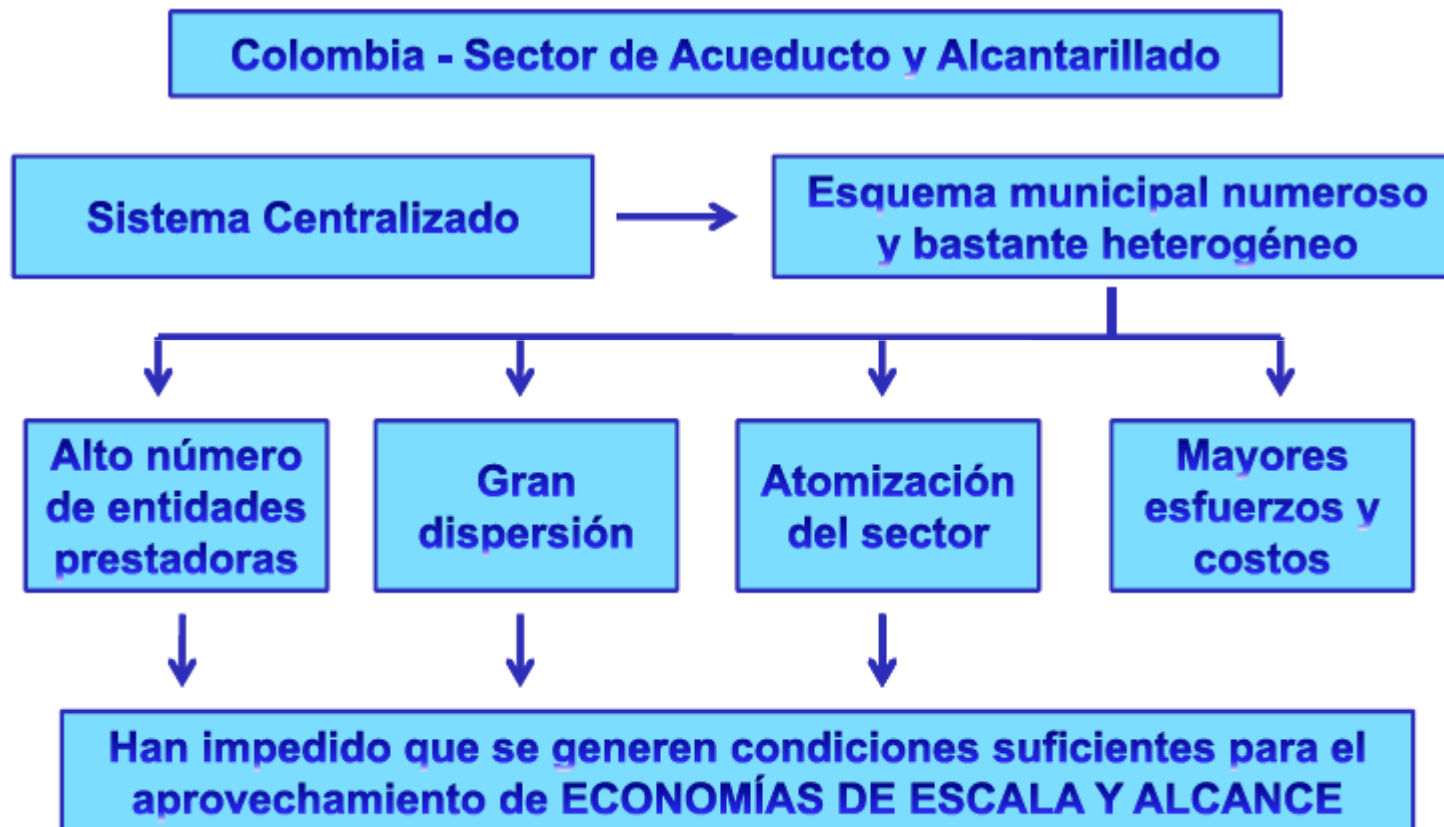 Colombia - Sector de Acueducto y Alcantarillado
Sistema Centralizado
Esquema municipal numeroso
y bastante heterogéneo
Alto número
de entidades
prestadoras
Gran
dispersión
Atomización
del sector
Mayores
esfuerzos y
costos
Han impedido que se generen condiciones suficientes para el
aprovechamiento de ECONOMÍAS DE ESCALA Y ALCANCE